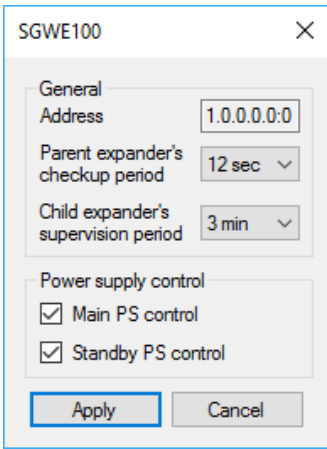 SGWE100
General
Address 1.0.0.0.0:0
Parent expander's
checkup period 12 sec
Child expander's
supervision period 3 min
Power supply control
Main PS control
Standby PS control
Apply Cancel